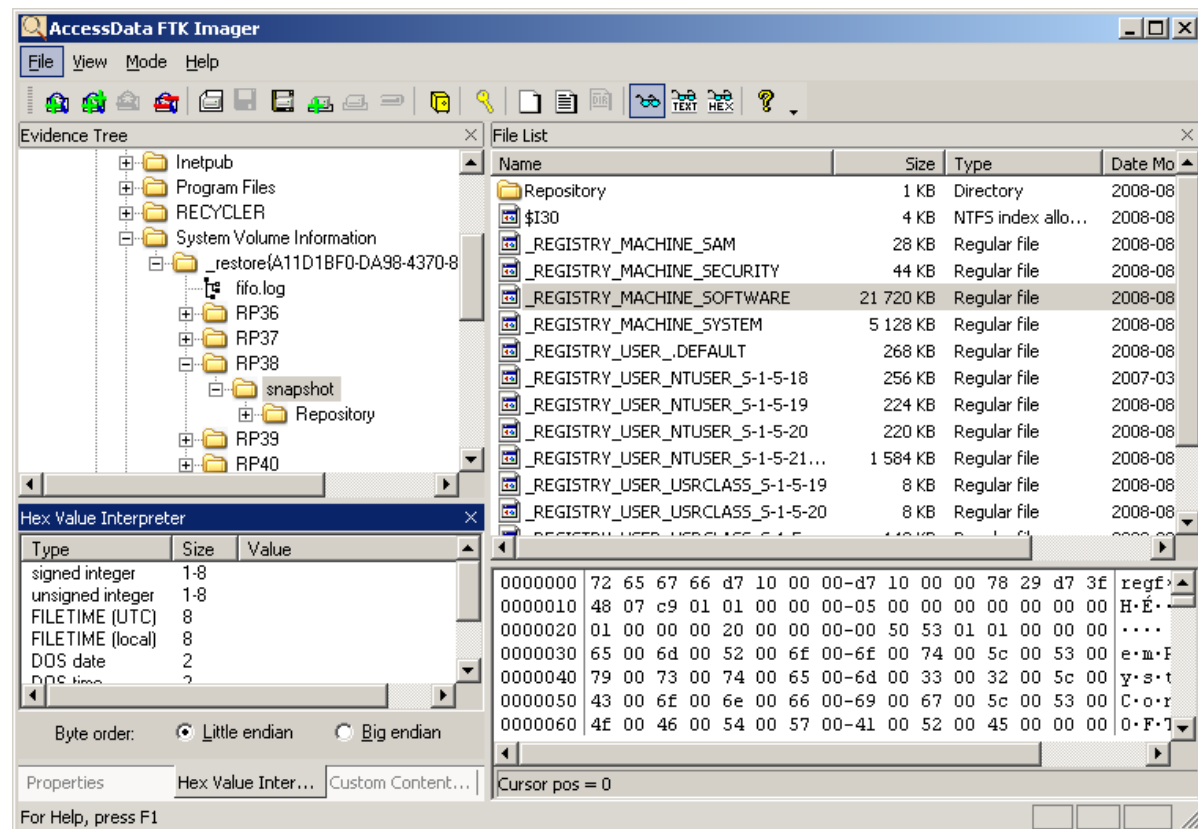 AccessData FTK Imager
File View Mode Help
TEXT HEX
DIR
Evidence Tree
Inetpub
Program Files
RECYCLER
System Volume Information
_restore{A11D1BF0-DA98-4370-8
fifo.log
RP36
RP37
RP38
snapshot
Repository
RP39
RP40
File List
Name Size Type Date Mo
Repository 1 KB Directory 2008-08
$I30 4 KB NTFS index allo... 2008-08
_REGISTRY_MACHINE_SAM 28 KB Regular file 2008-08
_REGISTRY_MACHINE_SECURITY 44 KB Regular file 2008-08
_REGISTRY_MACHINE_SOFTWARE 21 720 KB Regular file 2008-08
_REGISTRY_MACHINE_SYSTEM 5 128 KB Regular file 2008-08
_REGISTRY_USER_.DEFAULT 268 KB Regular file 2008-08
_REGISTRY_USER_NTUSER_S-1-5-18 256 KB Regular file 2007-03
_REGISTRY_USER_NTUSER_S-1-5-19 224 KB Regular file 2008-08
_REGISTRY_USER_NTUSER_S-1-5-20 220 KB Regular file 2008-08
_REGISTRY_USER_NTUSER_S-1-5-21... 1 584 KB Regular file 2008-08
_REGISTRY_USER_USRCLASS_S-1-5-19 8 KB Regular file 2008-08
_REGISTRY_USER_USRCLASS_S-1-5-20 8 KB Regular file 2008-08
Hex Value Interpreter
Type Size Value
signed integer 1-8
unsigned integer 1-8
FILETIME (UTC) 8
FILETIME (local) 8
DOS date 2
DOS time 2
Byte order: Little endian Big endian
Properties Hex Value Inter... Custom Content...
0000000 72 65 67 66 d7 10 00 00-d7 10 00 00 78 29 d7 3f regf×
0000010 48 07 c9 01 01 00 00 00-05 00 00 00 00 00 00 00 H·É··
0000020 01 00 00 00 20 00 00 00-00 50 53 01 01 00 00 00 ····
0000030 65 00 6d 00 52 00 6f 00-6f 00 74 00 5c 00 53 00 e·m·R
0000040 79 00 73 00 74 00 65 00-6d 00 33 00 32 00 5c 00 y·s·t
0000050 43 00 6f 00 6e 00 66 00-69 00 67 00 5c 00 53 00 C·o·n
0000060 4f 00 46 00 54 00 57 00-41 00 52 00 45 00 00 00 O·F·T
Cursor pos = 0
For Help, press F1